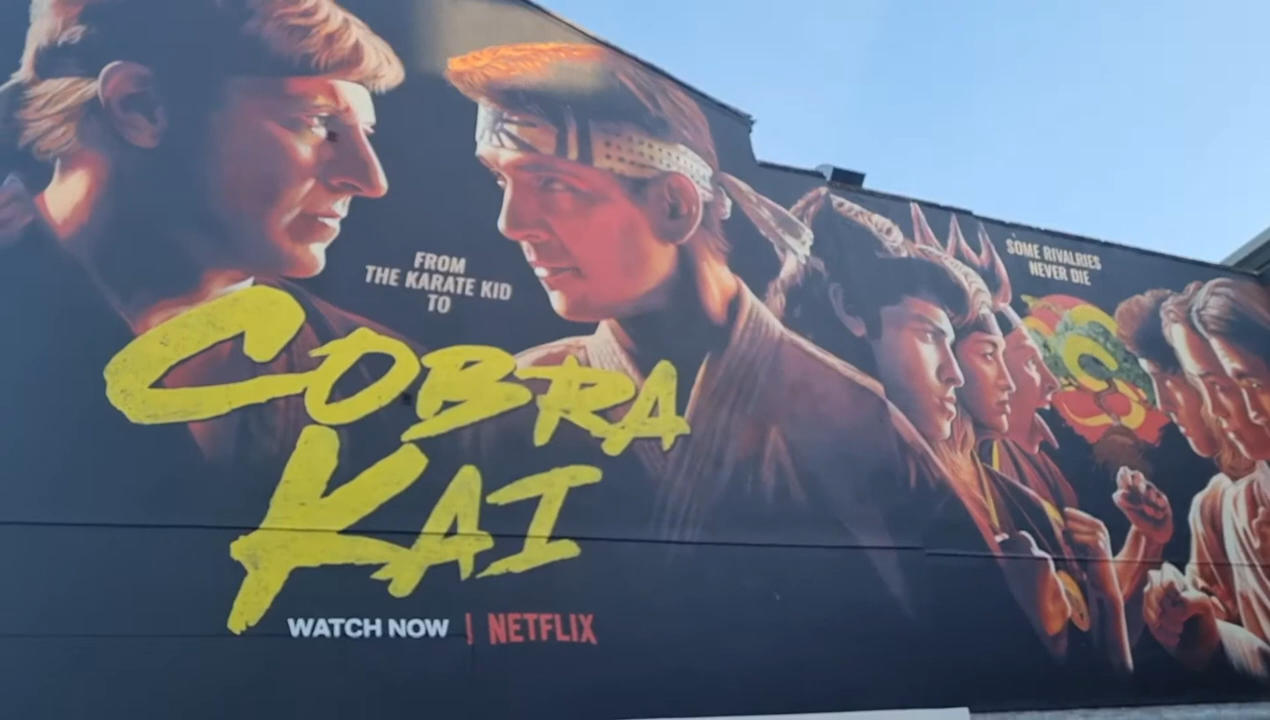 FROM
THE KARATE KID
TO
COBRA
KAI
WATCH NOW | NETFLIX
SOME RIVALRIES
NEVER DIE